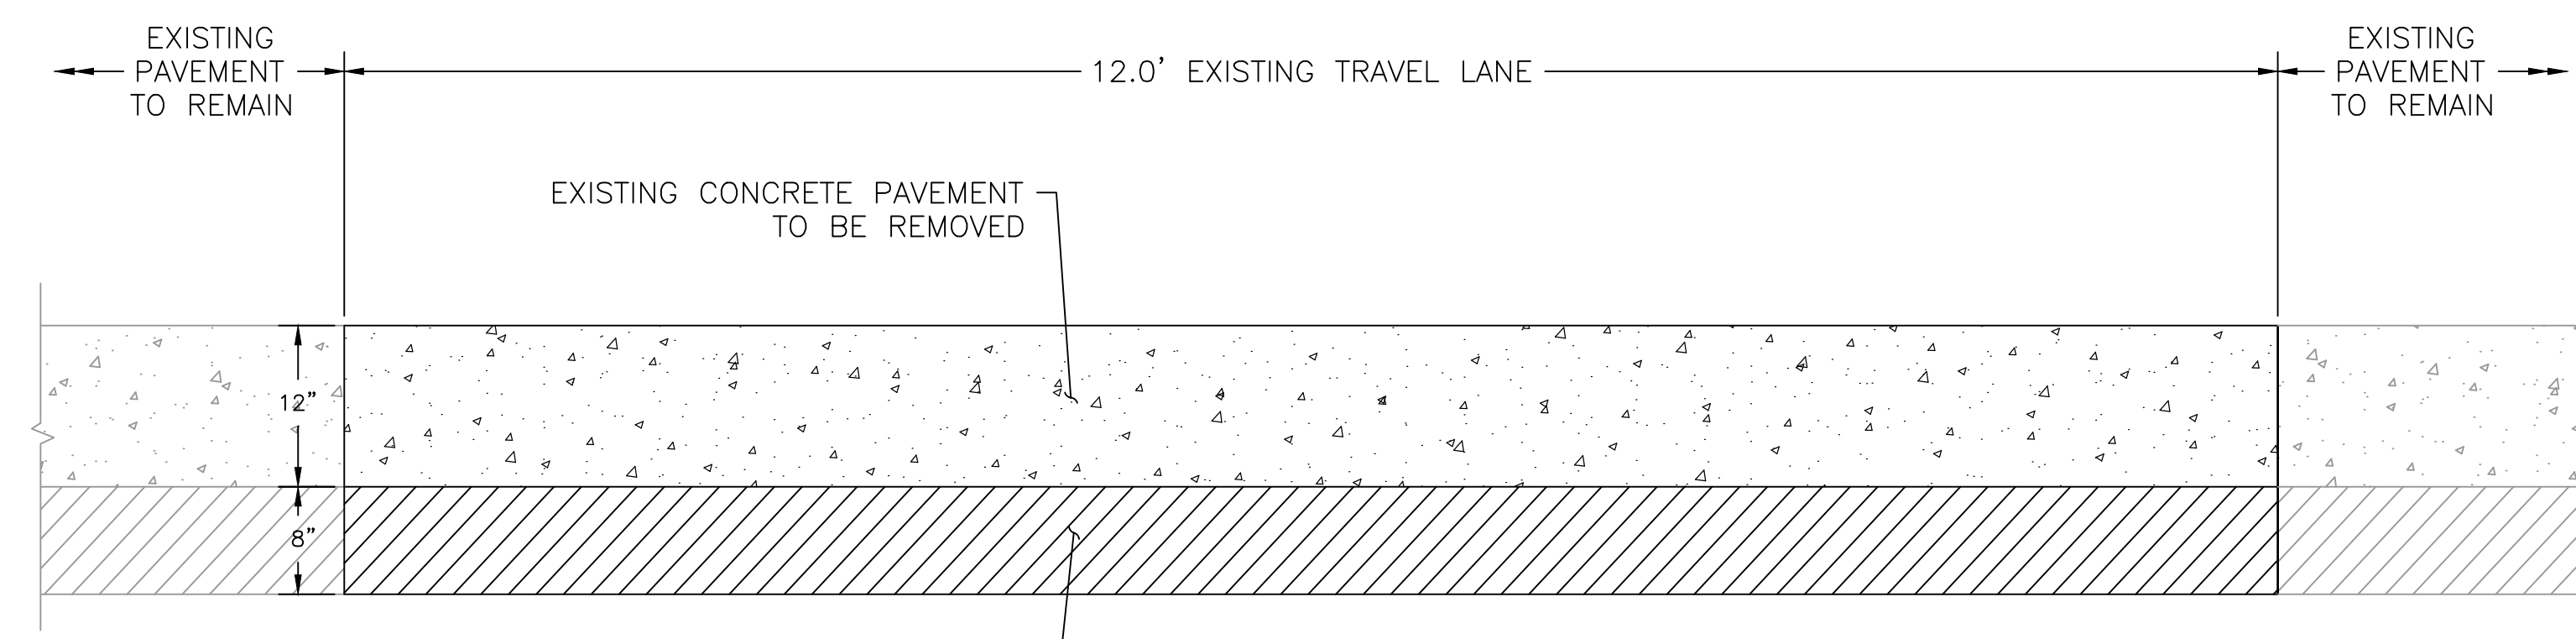 EXISTING
PAVEMENT
TO REMAIN
12.0' EXISTING TRAVEL LANE
EXISTING
PAVEMENT
TO REMAIN
EXISTING CONCRETE PAVEMENT
TO BE REMOVED
12"
8"